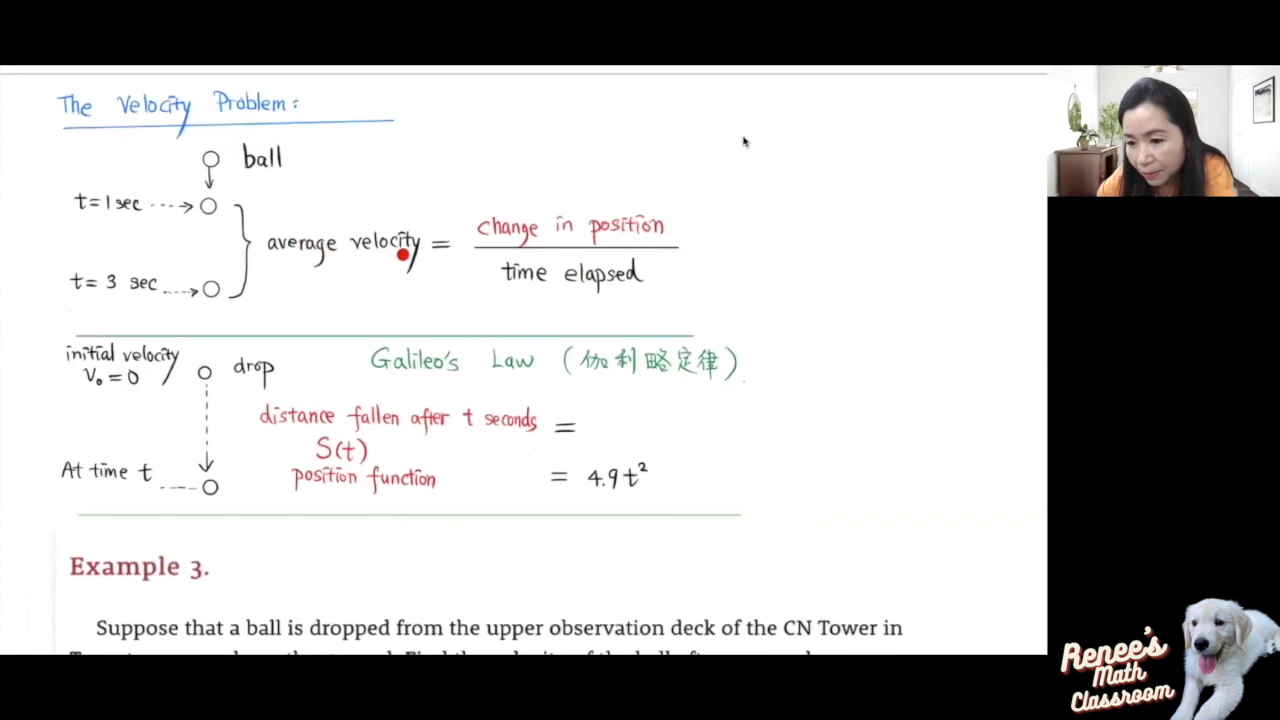 The Velocity Problem:
ball
t=1 sec
average velocity = change in position
time elapsed
t= 3 sec
initial velocity
V₀=0
drop
Galileo's Law (伽利略定律)
distance fallen after t seconds =
S(t)
position function = 4.9t²
At time t
Example 3.
Suppose that a ball is dropped from the upper observation deck of the CN Tower in
Renee's
Math
Classroom